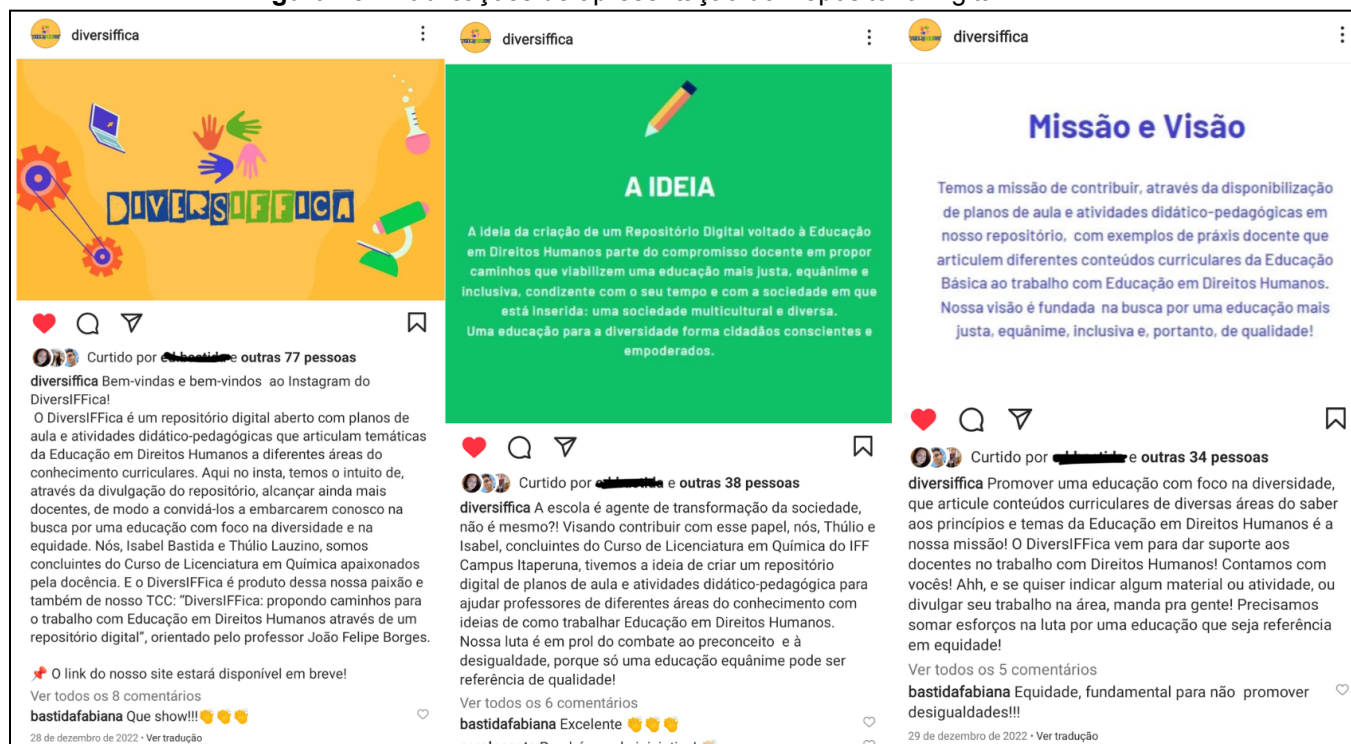 diversiffica
DIVERSIFFICA
Curtido por e outras 77 pessoas
diversiffica Bem-vindas e bem-vindos ao Instagram do
DiversIFFica!
O DiversIFFica é um repositório digital aberto com planos de
aula e atividades didático-pedagógicas que articulam temáticas
da Educação em Direitos Humanos a diferentes áreas do
conhecimento curriculares. Aqui no insta, temos o intuito de,
através da divulgação do repositório, alcançar ainda mais
docentes, de modo a convidá-los a embarcarem conosco na
busca por uma educação com foco na diversidade e na
equidade. Nós, Isabel Bastida e Thúlio Lauzino, somos
concluintes do Curso de Licenciatura em Química apaixonados
pela docência. E o DiversIFFica é produto dessa nossa paixão e
também de nosso TCC: "DiversIFFica: propondo caminhos para
o trabalho com Educação em Direitos Humanos através de um
repositório digital", orientado pelo professor João Felipe Borges.
📌 O link do nosso site estará disponível em breve!
Ver todos os 8 comentários
bastidafabiana Que show!!!👏👏👏
28 de dezembro de 2022 • Ver tradução
diversiffica
A IDEIA
A ideia da criação de um Repositório Digital voltado à Educação
em Direitos Humanos parte do compromisso docente em propor
caminhos que viabilizem uma educação mais justa, equânime e
inclusiva, condizente com o seu tempo e com a sociedade em que
está inserida: uma sociedade multicultural e diversa.
Uma educação para a diversidade forma cidadãos conscientes e
empoderados.
Curtido por e outras 38 pessoas
diversiffica A escola é agente de transformação da sociedade,
não é mesmo?! Visando contribuir com esse papel, nós, Thúlio e
Isabel, concluintes do Curso de Licenciatura em Química do IFF
Campus Itaperuna, tivemos a ideia de criar um repositório
digital de planos de aula e atividades didático-pedagógica para
ajudar professores de diferentes áreas do conhecimento com
ideias de como trabalhar Educação em Direitos Humanos.
Nossa luta é em prol do combate ao preconceito e à
desigualdade, porque só uma educação equânime pode ser
referência de qualidade!
Ver todos os 6 comentários
bastidafabiana Excelente 👏👏👏
diversiffica
Missão e Visão
Temos a missão de contribuir, através da disponibilização
de planos de aula e atividades didático-pedagógicas em
nosso repositório, com exemplos de práxis docente que
articulem diferentes conteúdos curriculares da Educação
Básica ao trabalho com Educação em Direitos Humanos.
Nossa visão é fundada na busca por uma educação mais
justa, equânime, inclusiva e, portanto, de qualidade!
Curtido por e outras 34 pessoas
diversiffica Promover uma educação com foco na diversidade,
que articule conteúdos curriculares de diversas áreas do saber
aos princípios e temas da Educação em Direitos Humanos é a
nossa missão! O DiversIFFica vem para dar suporte aos
docentes no trabalho com Direitos Humanos! Contamos com
vocês! Ahh, e se quiser indicar algum material ou atividade, ou
divulgar seu trabalho na área, manda pra gente! Precisamos
somar esforços na luta por uma educação que seja referência
em equidade!
Ver todos os 5 comentários
bastidafabiana Equidade, fundamental para não promover
desigualdades!!!
29 de dezembro de 2022 • Ver tradução